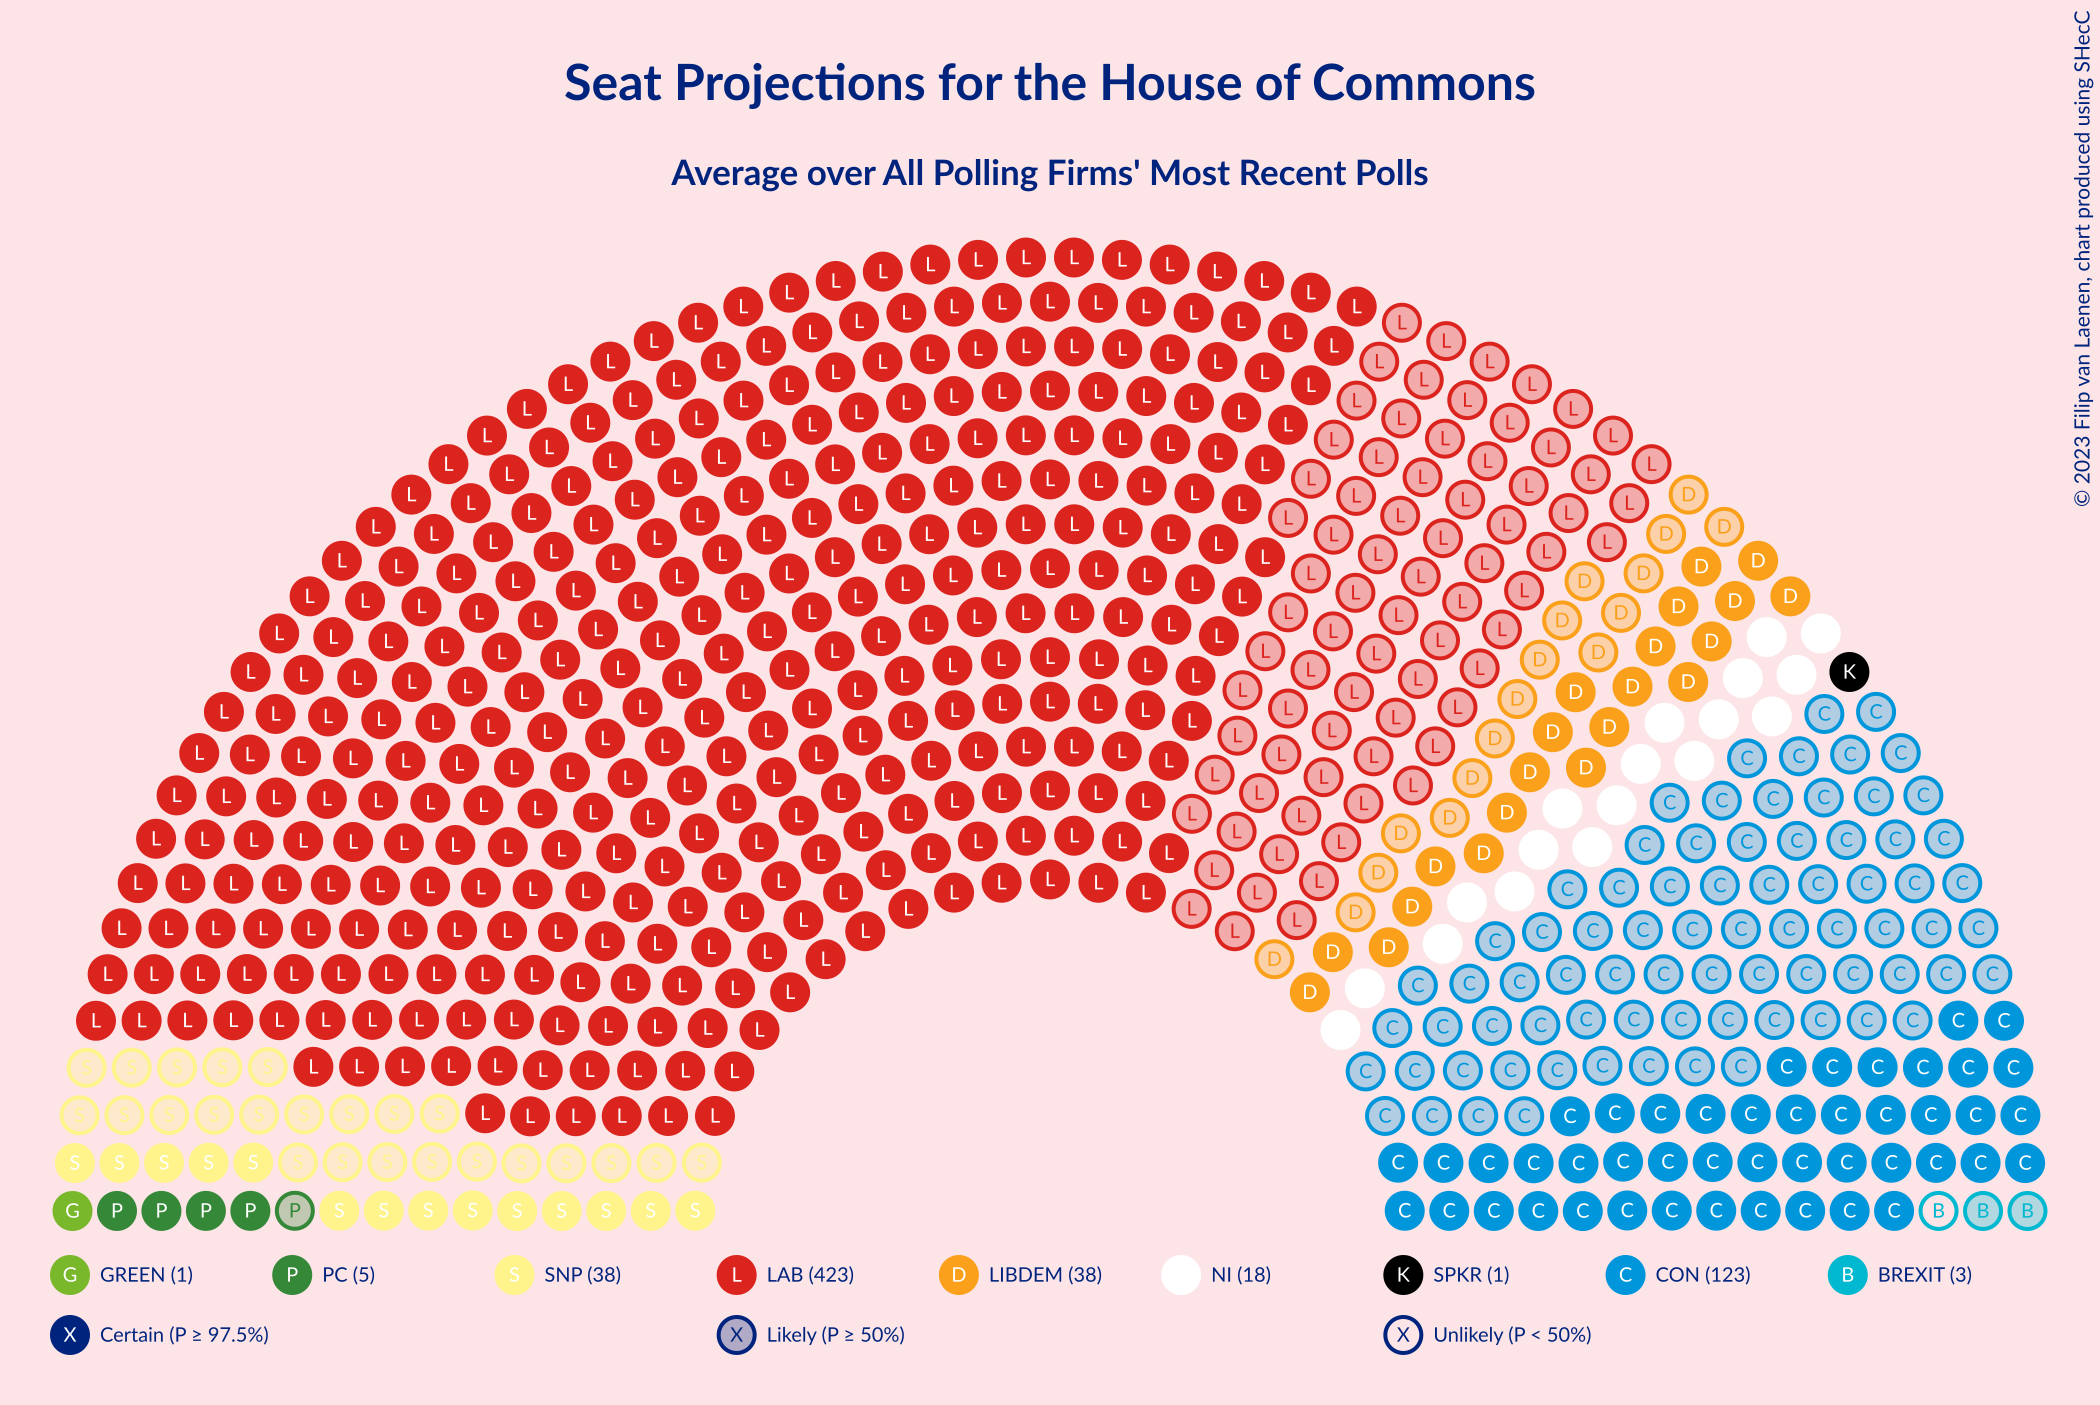 Seat Projections for the House of Commons
Average over All Polling Firms' Most Recent Polls
© 2023 Filip van Laenen, chart produced using SHecC
G GREEN (1) P PC (5) S SNP (38) L LAB (423) D LIBDEM (38) NI (18) K SPKR (1) C CON (123) B BREXIT (3)
X Certain (P ≥ 97.5%) X Likely (P ≥ 50%) X Unlikely (P < 50%)